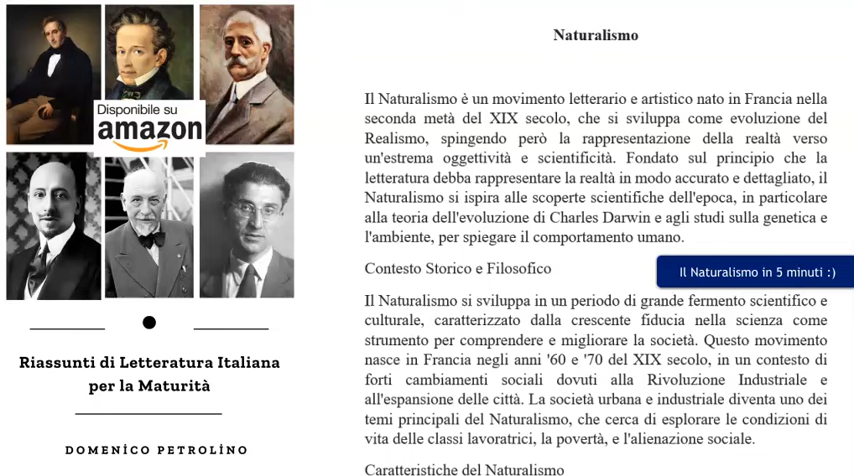 Disponibile su
amazon
Riassunti di Letteratura Italiana
per la Maturità
DOMENİCO PETROLİNO
Naturalismo
Il Naturalismo è un movimento letterario e artistico nato in Francia nella
seconda metà del XIX secolo, che si sviluppa come evoluzione del
Realismo, spingendo però la rappresentazione della realtà verso
un'estrema oggettività e scientificità. Fondato sul principio che la
letteratura debba rappresentare la realtà in modo accurato e dettagliato, il
Naturalismo si ispira alle scoperte scientifiche dell'epoca, in particolare
alla teoria dell'evoluzione di Charles Darwin e agli studi sulla genetica e
l'ambiente, per spiegare il comportamento umano.
Contesto Storico e Filosofico
Il Naturalismo in 5 minuti :)
Il Naturalismo si sviluppa in un periodo di grande fermento scientifico e
culturale, caratterizzato dalla crescente fiducia nella scienza come
strumento per comprendere e migliorare la società. Questo movimento
nasce in Francia negli anni '60 e '70 del XIX secolo, in un contesto di
forti cambiamenti sociali dovuti alla Rivoluzione Industriale e
all'espansione delle città. La società urbana e industriale diventa uno dei
temi principali del Naturalismo, che cerca di esplorare le condizioni di
vita delle classi lavoratrici, la povertà, e l'alienazione sociale.
Caratteristiche del Naturalismo